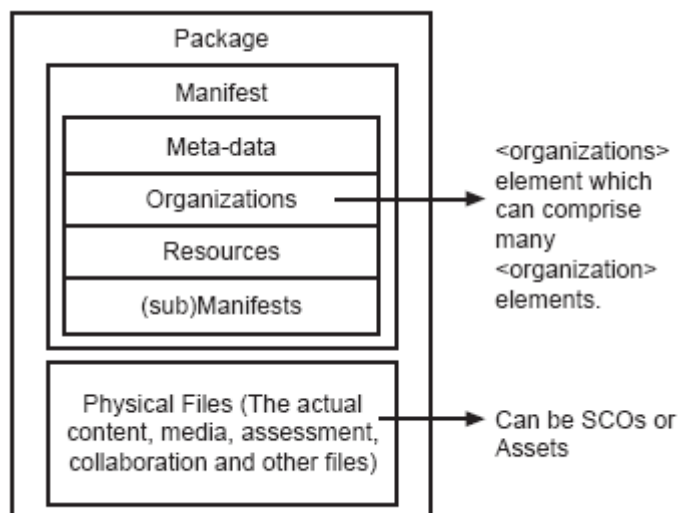 Package
Manifest
Meta-data
Organizations
Resources
(sub)Manifests
<organizations>
element which
can comprise
many
<organization>
elements.
Physical Files (The actual
content, media, assessment,
collaboration and other files)
Can be SCOs or
Assets